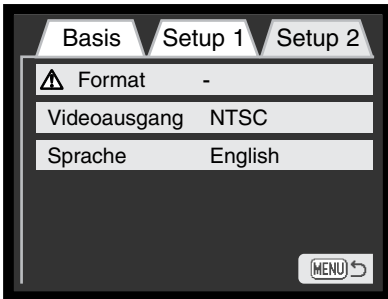 Basis Setup 1 Setup 2
Format -
Videoausgang NTSC
Sprache English
MENU